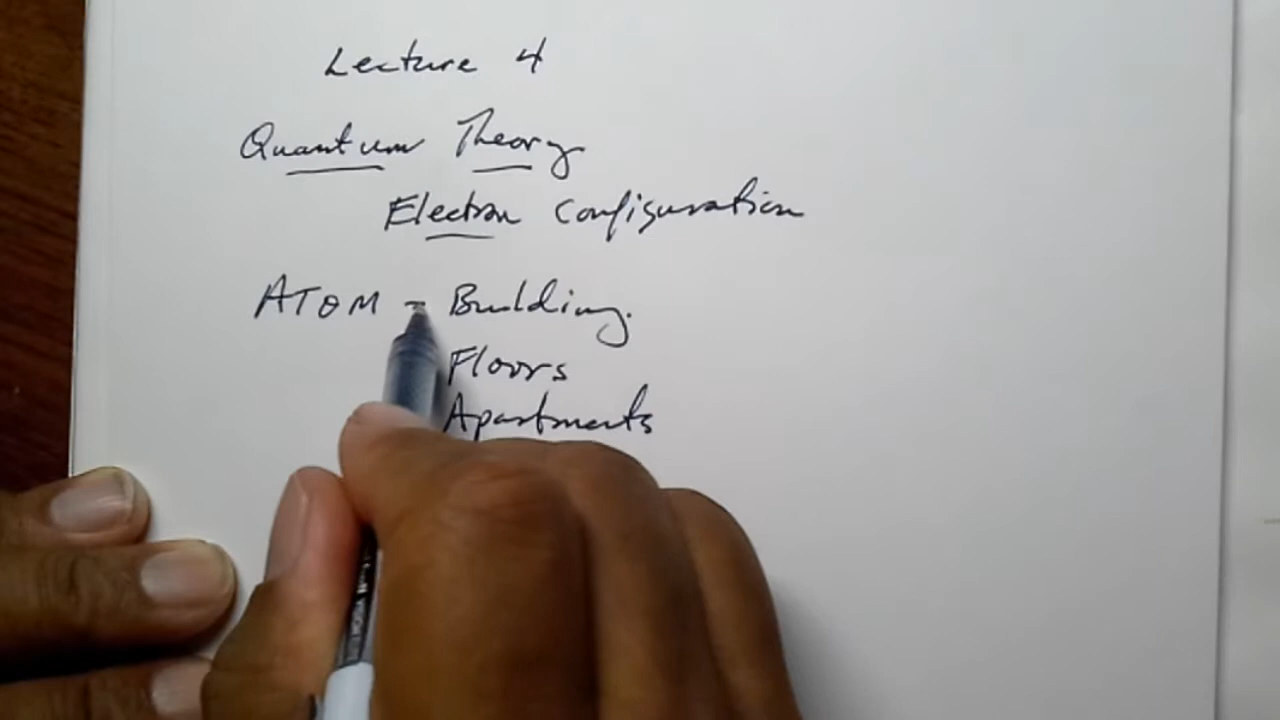 Lecture 4
Quantum Theory
Electron Configuration
ATOM = Building.
Floors
Apartments